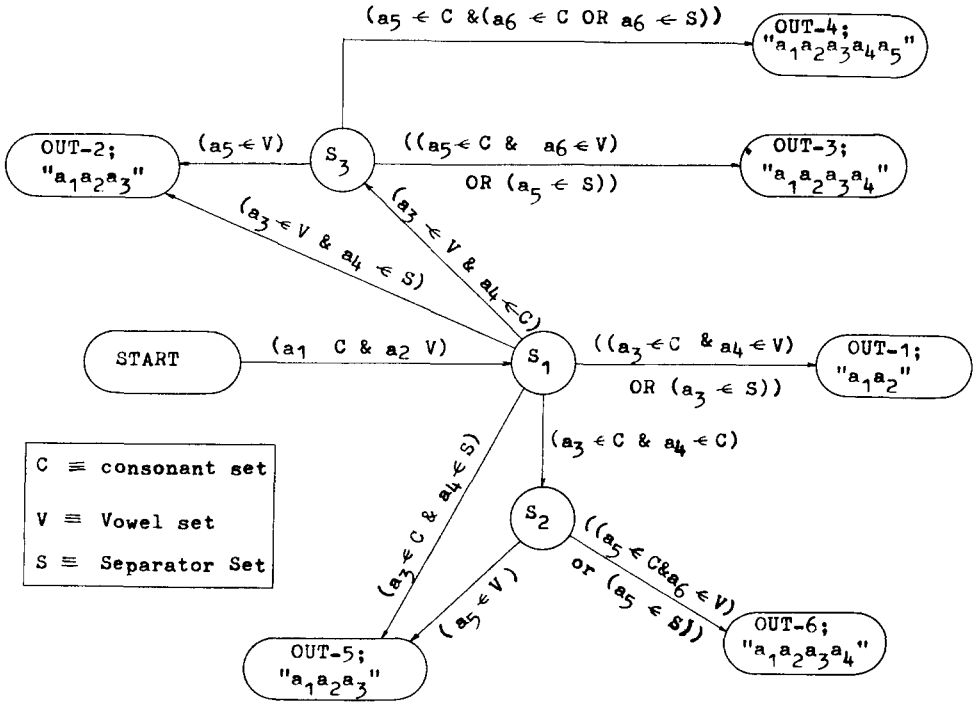 (a₅ ∈ C &(a₆ ∈ C OR a₆ ∈ S))
OUT-4;
"a₁a₂a₃a₄a₅"
OUT-2;
"a₁a₂a₃"
(a₅ ∈ V)
S₃
((a₅ ∈ C & a₆ ∈ V)
OR (a₅ ∈ S))
OUT-3;
"a₁a₂a₃a₄"
(a₃ ∈ V & a₄ ∈ S)
(a₃ ∈ V & a₄ ∈ C)
START
(a₁ C & a₂ V)
S₁
((a₃ ∈ C & a₄ ∈ V)
OR (a₃ ∈ S))
OUT-1;
"a₁a₂"
(a₃ ∈ C & a₄ ∈ C)
(a₃ ∈ C & a₄ ∈ S)
C ≡ consonant set
V ≡ Vowel set
S ≡ Separator Set
S₂
(a₅ ∈ V)
((a₅ ∈ C&a₆ ∈ V)
or (a₅ ∈ S))
OUT-5;
"a₁a₂a₃"
OUT-6;
"a₁a₂a₃a₄"